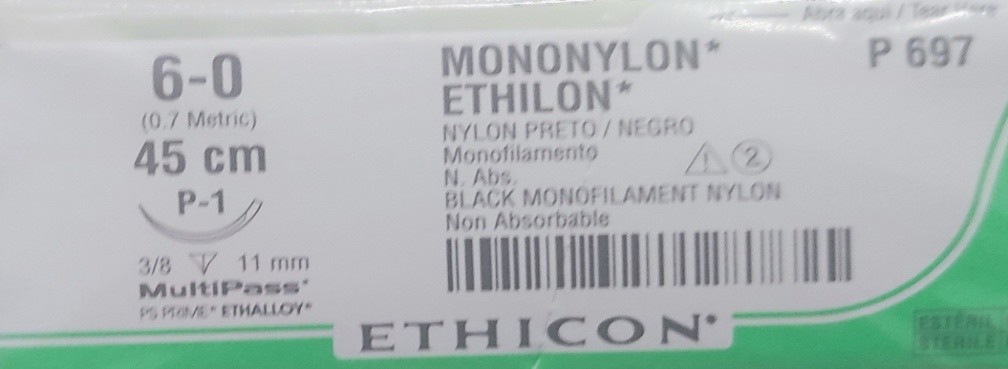 Abra aqui / Tear Here
6-0
(0.7 Metric)
45 cm
P-1
3/8 11 mm
MultiPass*
PS PRIME* ETHALLOY*
MONONYLON*
ETHILON*
NYLON PRETO / NEGRO
Monofilamento
N. Abs.
BLACK MONOFILAMENT NYLON
Non Absorbable
2
P 697
ETHICON*
ESTÉRIL
STERILE